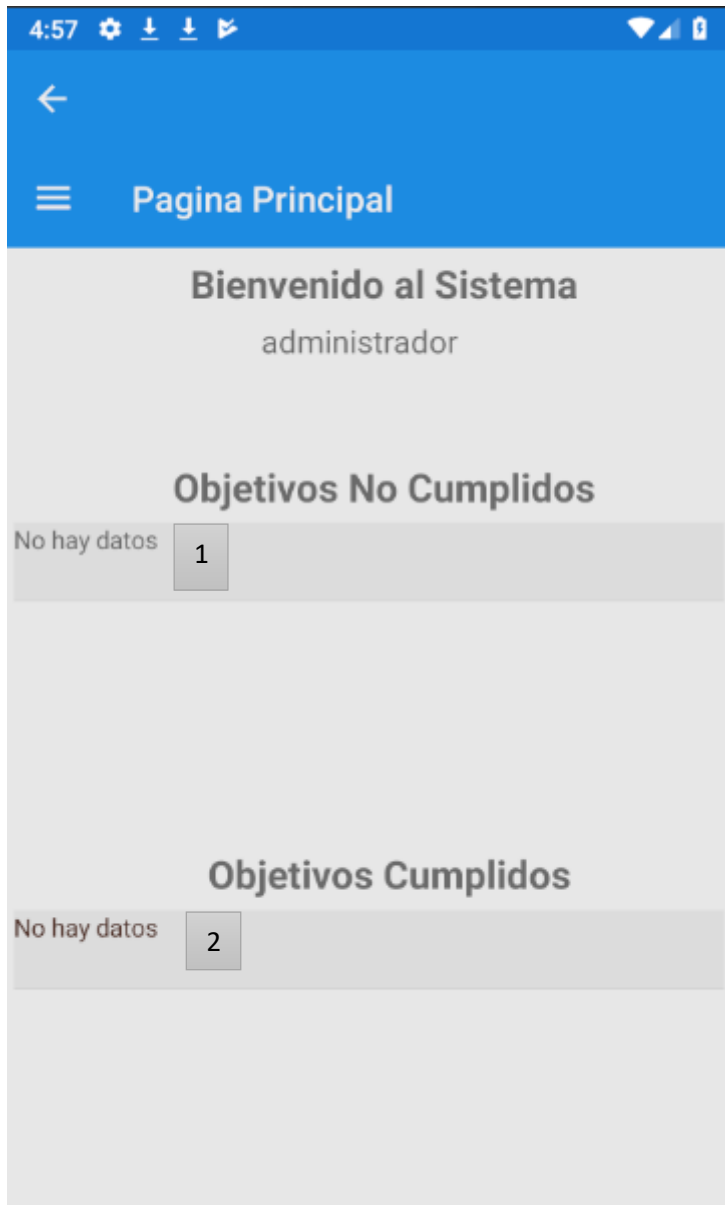 4:57
Pagina Principal
Bienvenido al Sistema
administrador
Objetivos No Cumplidos
No hay datos 1
Objetivos Cumplidos
No hay datos 2